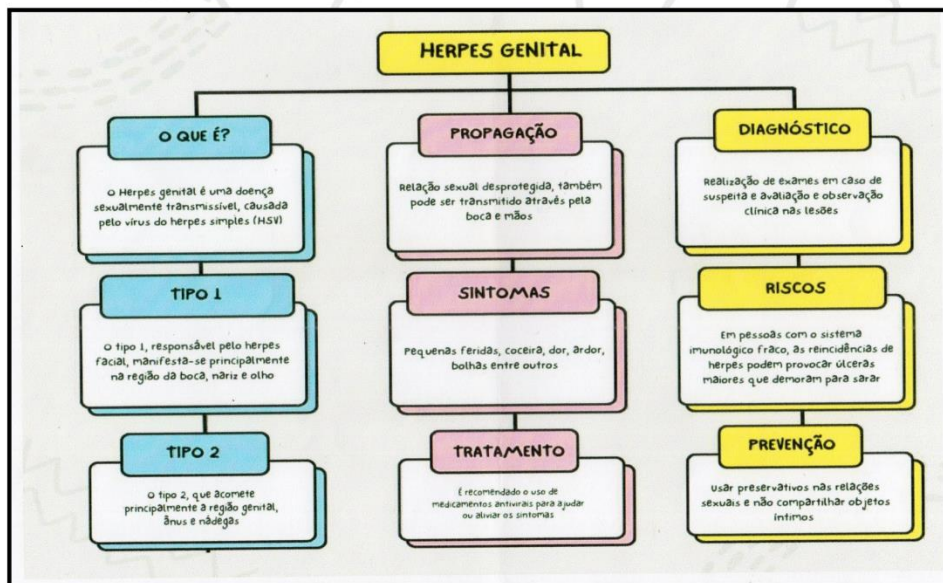 HERPES GENITAL
O QUE É?
O Herpes genital é uma doença
sexualmente transmissível, causada
pelo vírus do herpes simples (HSV)
TIPO 1
O tipo 1, responsável pelo herpes
facial, manifesta-se principalmente
na região da boca, nariz e olho
TIPO 2
O tipo 2, que acomete
principalmente a região genital,
ânus e nádegas
PROPAGAÇÃO
Relação sexual desprotegida, também
pode ser transmitido através pela
boca e mãos
SINTOMAS
Pequenas feridas, coceira, dor, ardor,
bolhas entre outros
TRATAMENTO
É recomendado o uso de
medicamentos antivirais para ajudar
ou aliviar os sintomas
DIAGNÓSTICO
Realização de exames em caso de
suspeita e avaliação e observação
clínica nas lesões
RISCOS
Em pessoas com o sistema
imunológico fraco, as reincidências de
herpes podem provocar úlceras
maiores que demoram para sarar
PREVENÇÃO
Usar preservativos nas relações
sexuais e não compartilhar objetos
íntimos